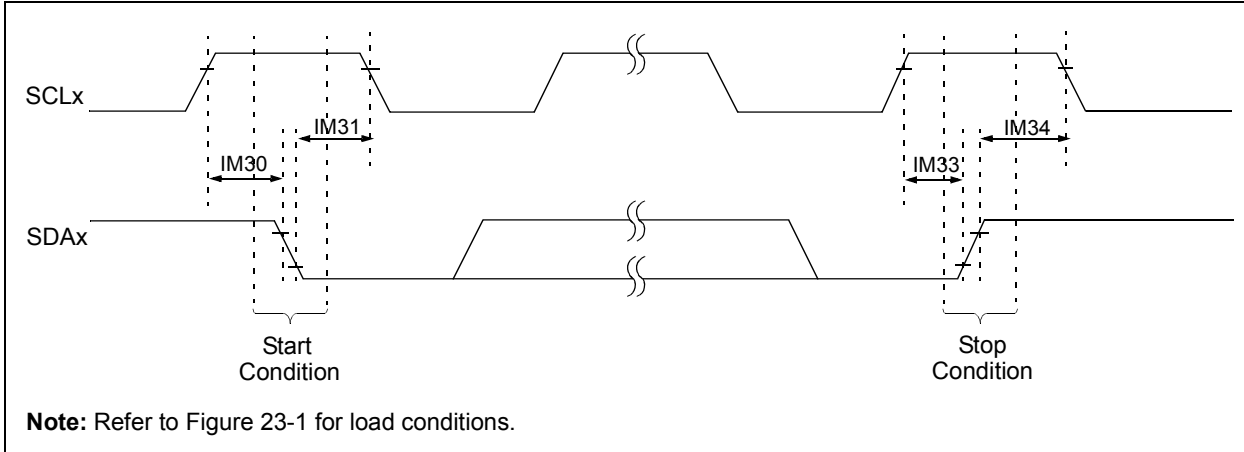 SCLx
IM31
IM34
IM30
IM33
SDAx
Start
Condition
Stop
Condition
Note: Refer to Figure 23-1 for load conditions.